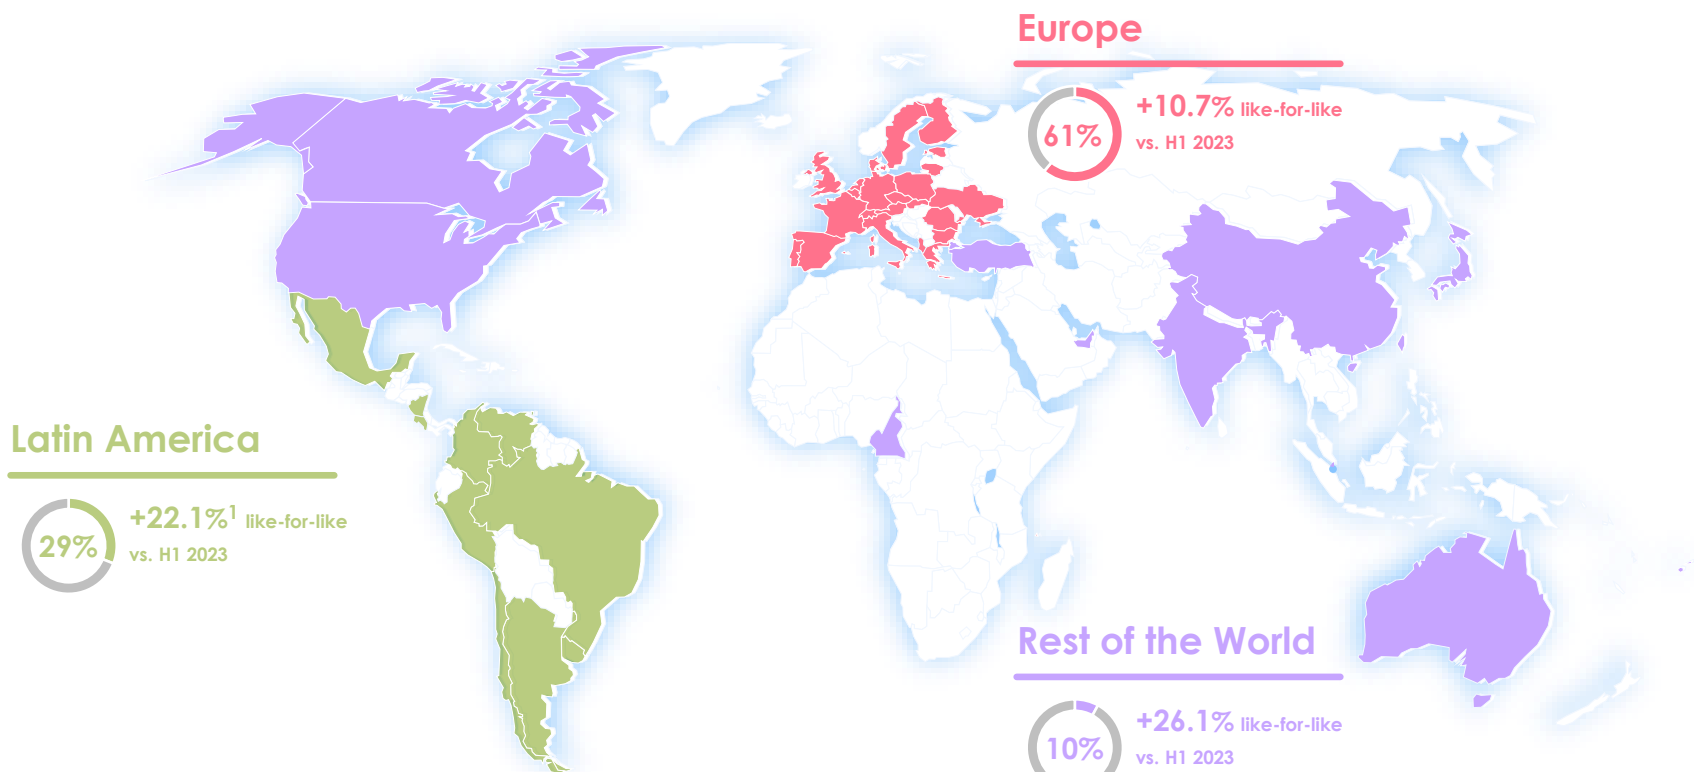 Europe
61%
+10.7% like-for-like
vs. H1 2023
Latin America
29%
+22.1%¹ like-for-like
vs. H1 2023
Rest of the World
10%
+26.1% like-for-like
vs. H1 2023